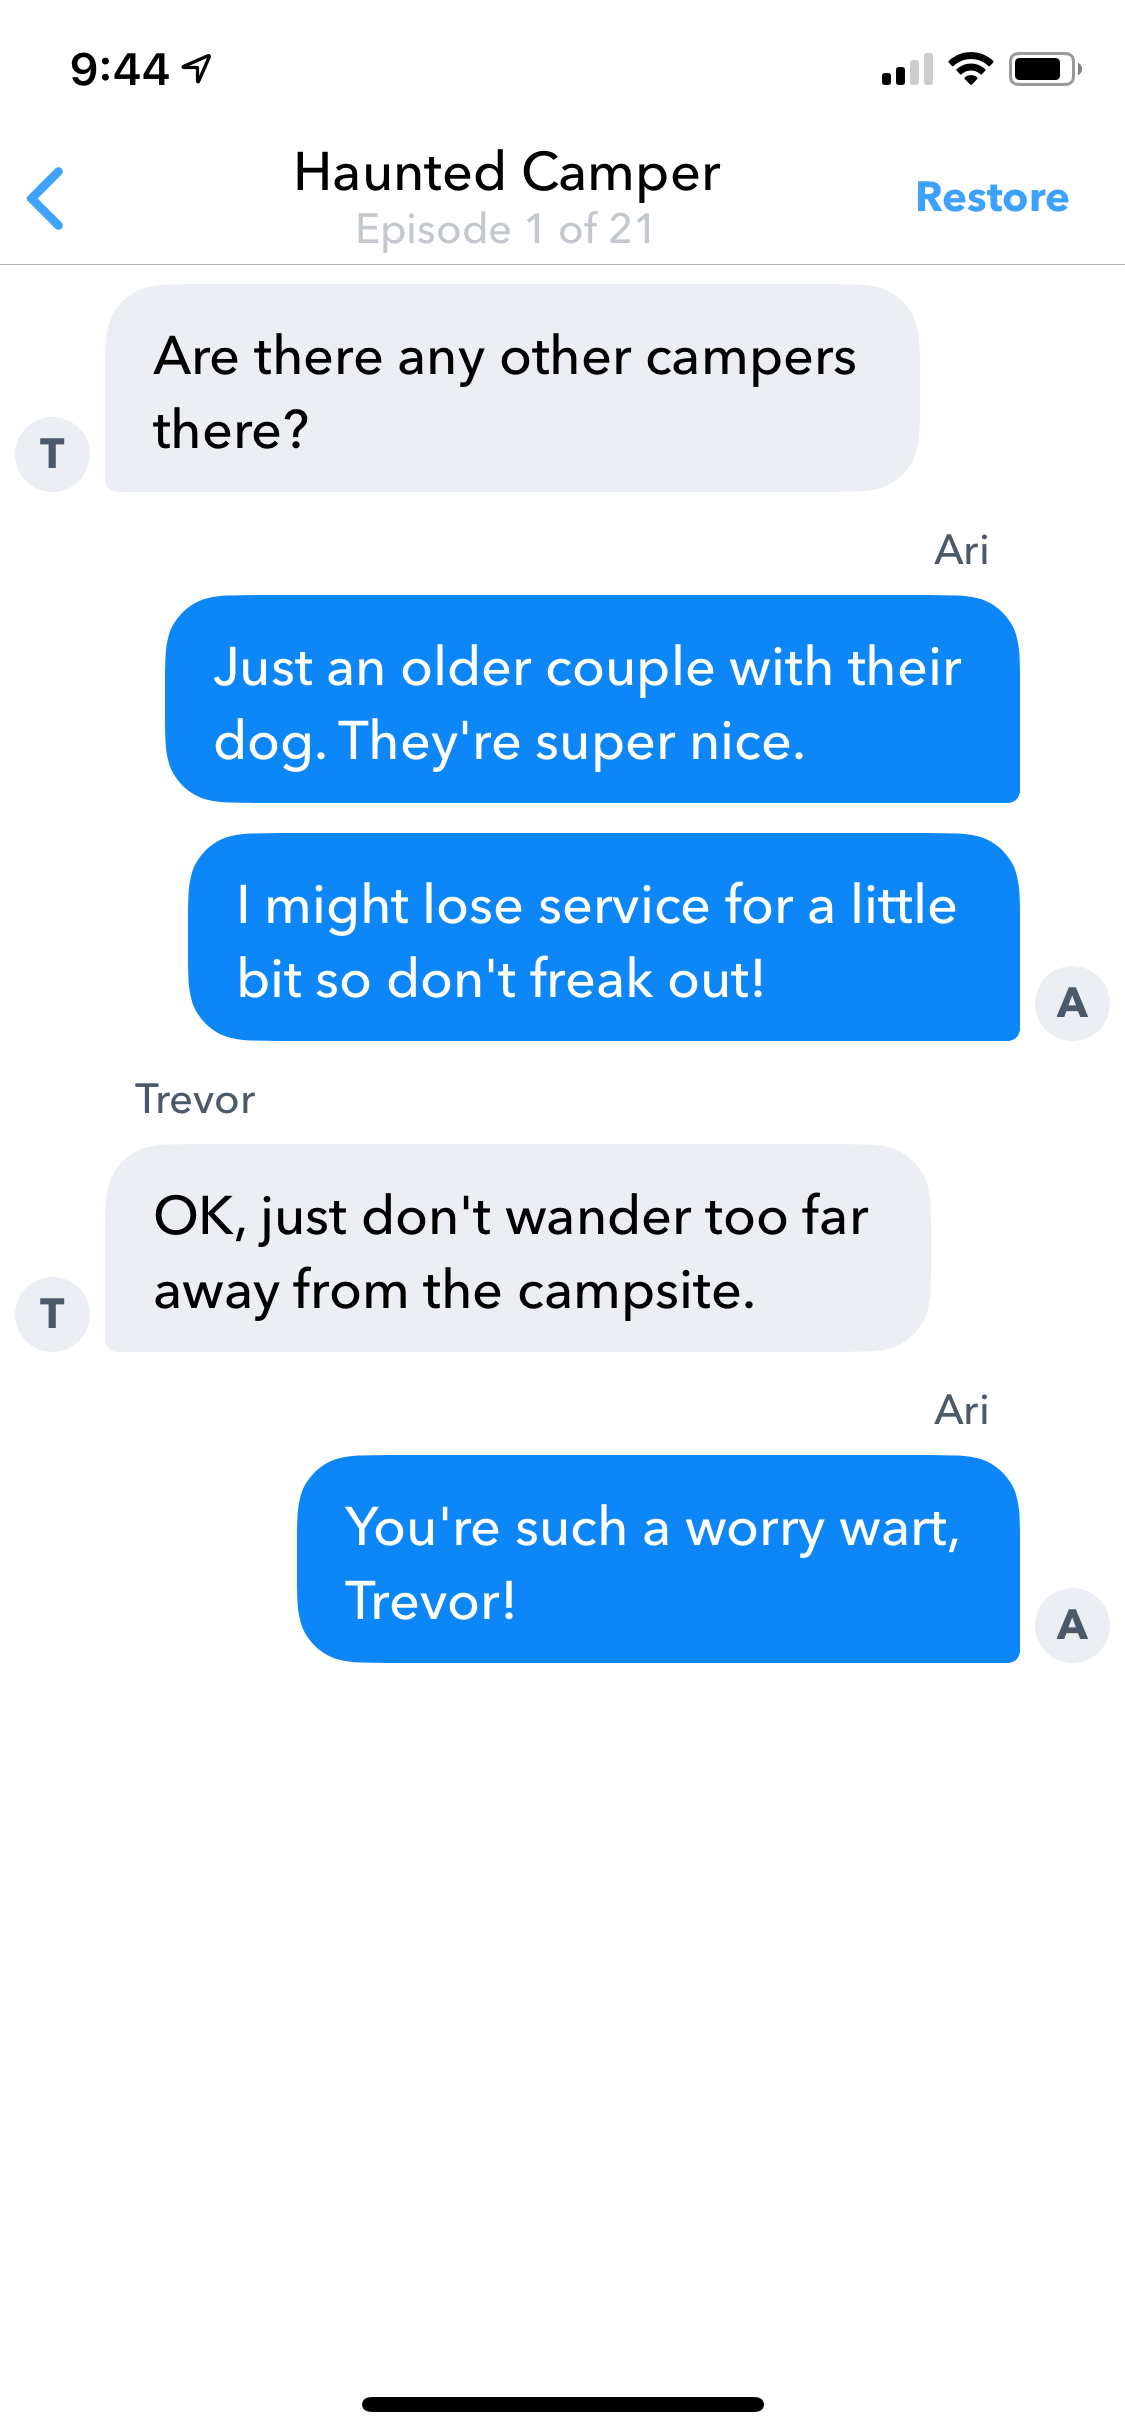 9:44
Haunted Camper
Episode 1 of 21
Restore
Are there any other campers
there?
T
Ari
Just an older couple with their
dog. They're super nice.
I might lose service for a little
bit so don't freak out!
A
Trevor
OK, just don't wander too far
away from the campsite.
T
Ari
You're such a worry wart,
Trevor!
A